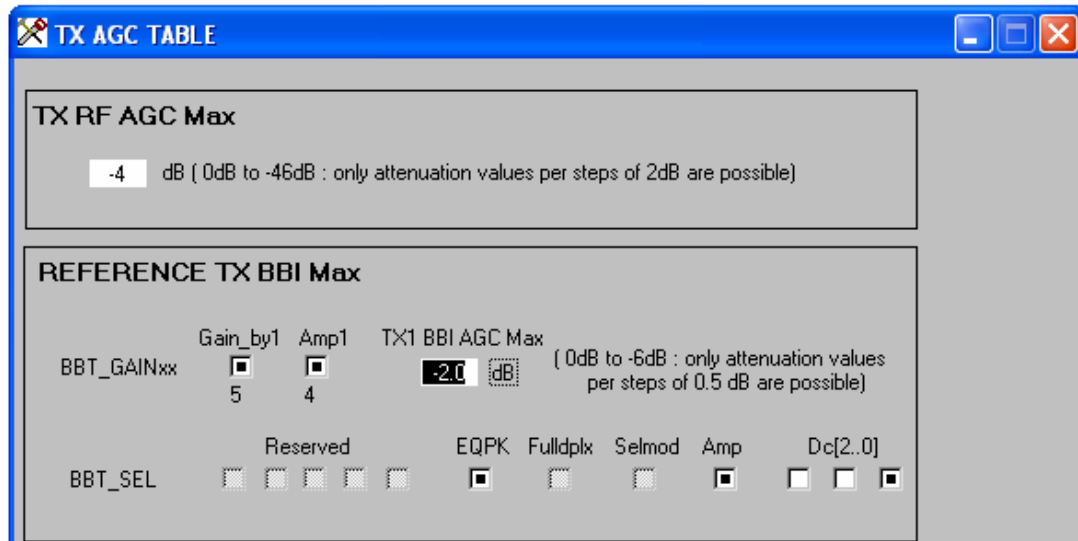 TX AGC TABLE
TX RF AGC Max
-4 dB ( 0dB to -46dB : only attenuation values per steps of 2dB are possible)
REFERENCE TX BBI Max
Gain_by1 Amp1 TX1 BBI AGC Max
BBT_GAINxx -2.0 dB ( 0dB to -6dB : only attenuation values
per steps of 0.5 dB are possible)
5 4
Reserved EQPK Fulldplx Selmod Amp Dc[2..0]
BBT_SEL